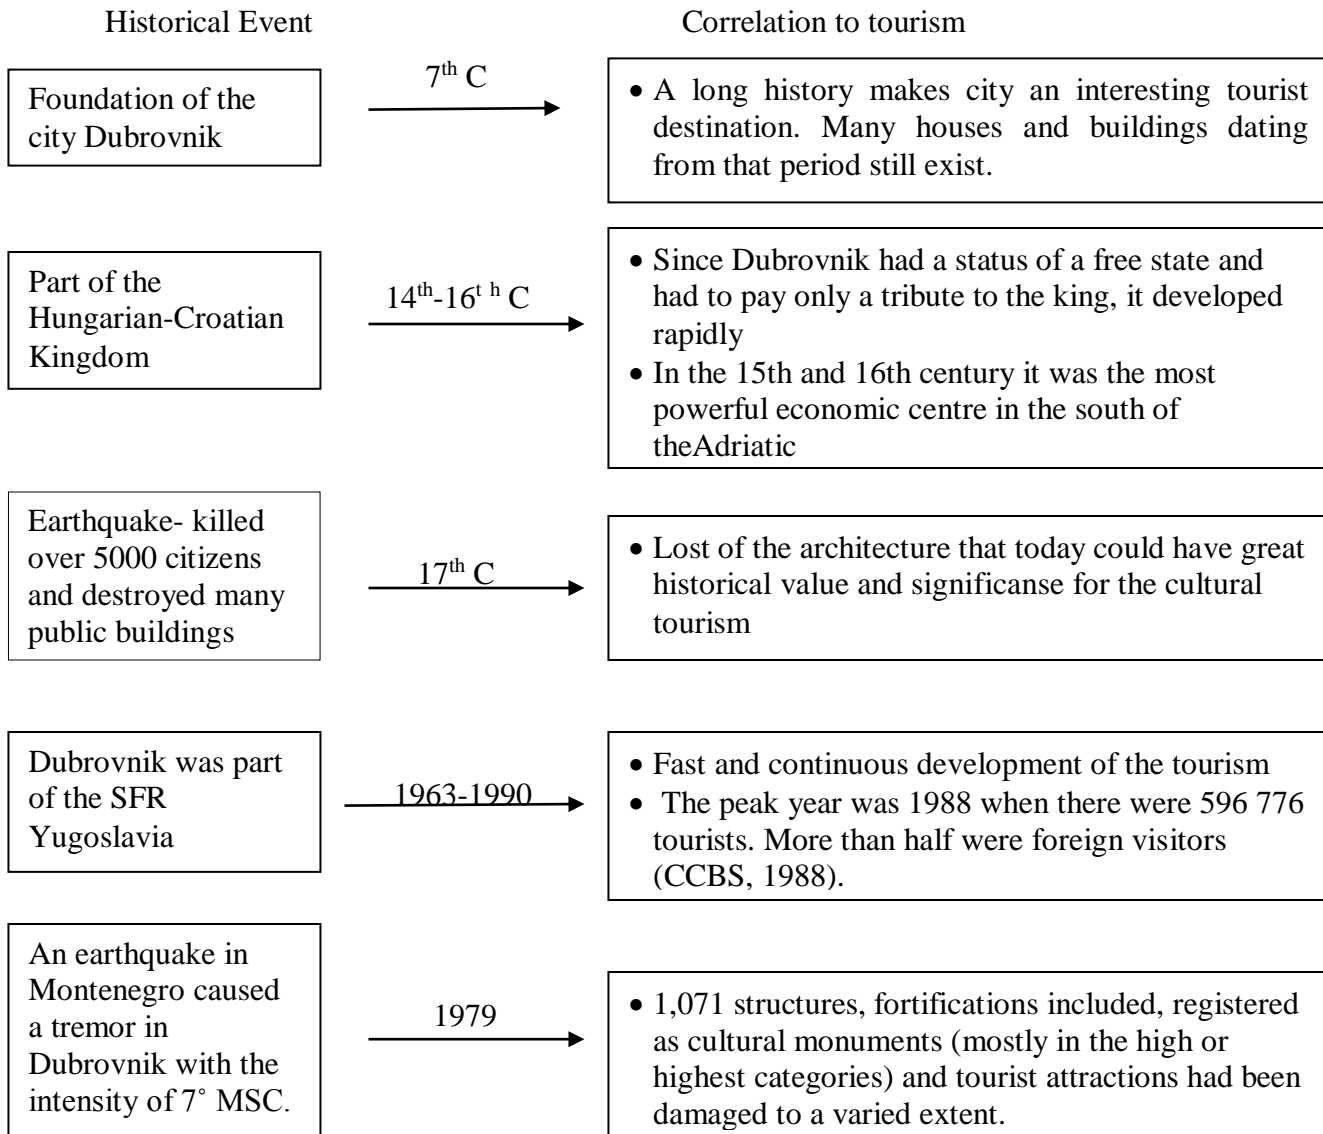 Historical Event
Correlation to tourism
Foundation of the
city Dubrovnik
7th C
• A long history makes city an interesting tourist
destination. Many houses and buildings dating
from that period still exist.
Part of the
Hungarian-Croatian
Kingdom
14th-16t h C
• Since Dubrovnik had a status of a free state and
had to pay only a tribute to the king, it developed
rapidly
• In the 15th and 16th century it was the most
powerful economic centre in the south of
theAdriatic
Earthquake- killed
over 5000 citizens
and destroyed many
public buildings
17th C
• Lost of the architecture that today could have great
historical value and significanse for the cultural
tourism
Dubrovnik was part
of the SFR
Yugoslavia
1963-1990
• Fast and continuous development of the tourism
• The peak year was 1988 when there were 596 776
tourists. More than half were foreign visitors
(CCBS, 1988).
An earthquake in
Montenegro caused
a tremor in
Dubrovnik with the
intensity of 7˚ MSC.
1979
• 1,071 structures, fortifications included, registered
as cultural monuments (mostly in the high or
highest categories) and tourist attractions had been
damaged to a varied extent.